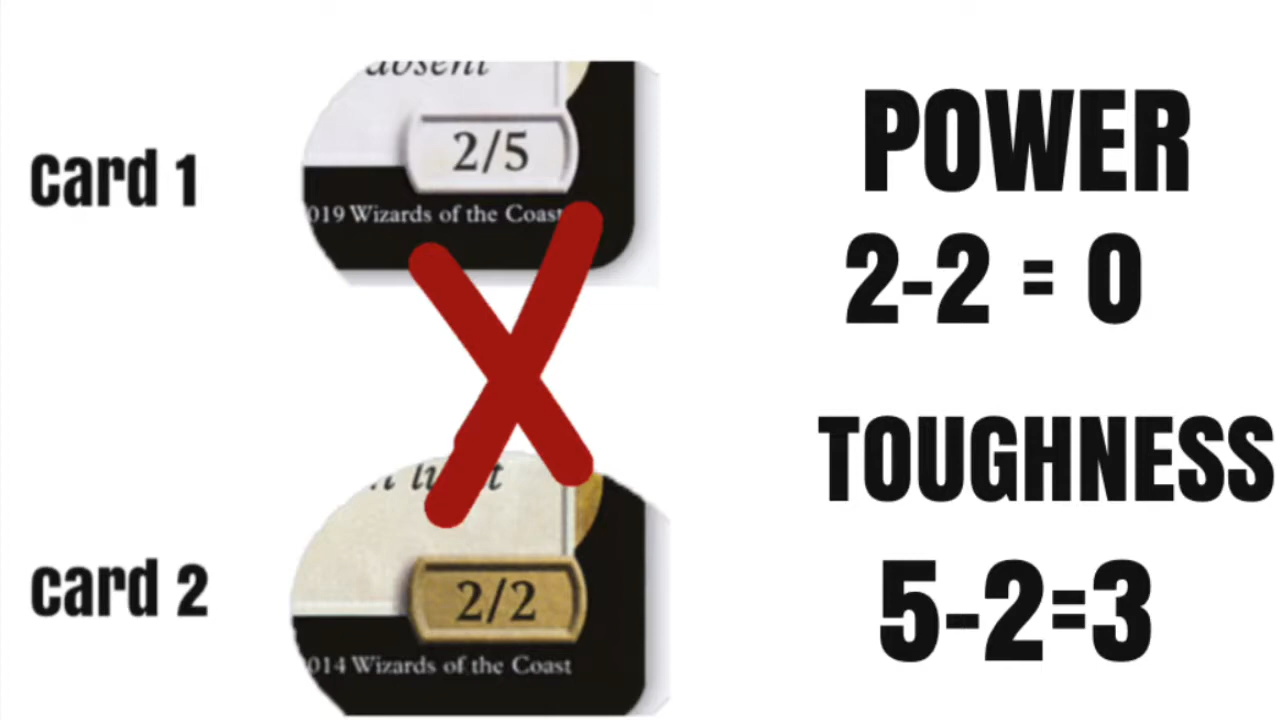 absent
card 1
2/5
019 Wizards of the Coast
POWER
2-2 = 0
TOUGHNESS
5-2=3
card 2
2/2
014 Wizards of the Coast